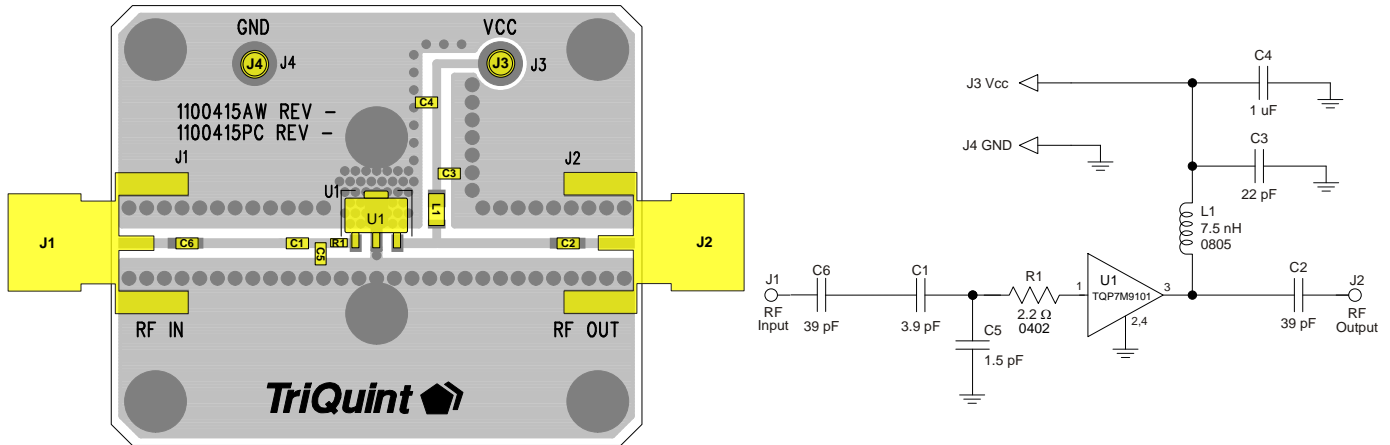 GND
VCC
J4
J4
J3
J3
C4
1100415AW REV -
1100415PC REV -
J1
J2
C3
U1
L1
U1
J1
C6
C1
R1
C5
C2
J2
RF IN
RF OUT
TriQuint
J3 Vcc
C4
1 uF
J4 GND
C3
22 pF
L1
7.5 nH
0805
J1
RF
Input
C6
39 pF
C1
3.9 pF
C5
1.5 pF
R1
2.2 Ω
0402
1
U1
TQP7M9101
3
2,4
C2
39 pF
J2
RF
Output